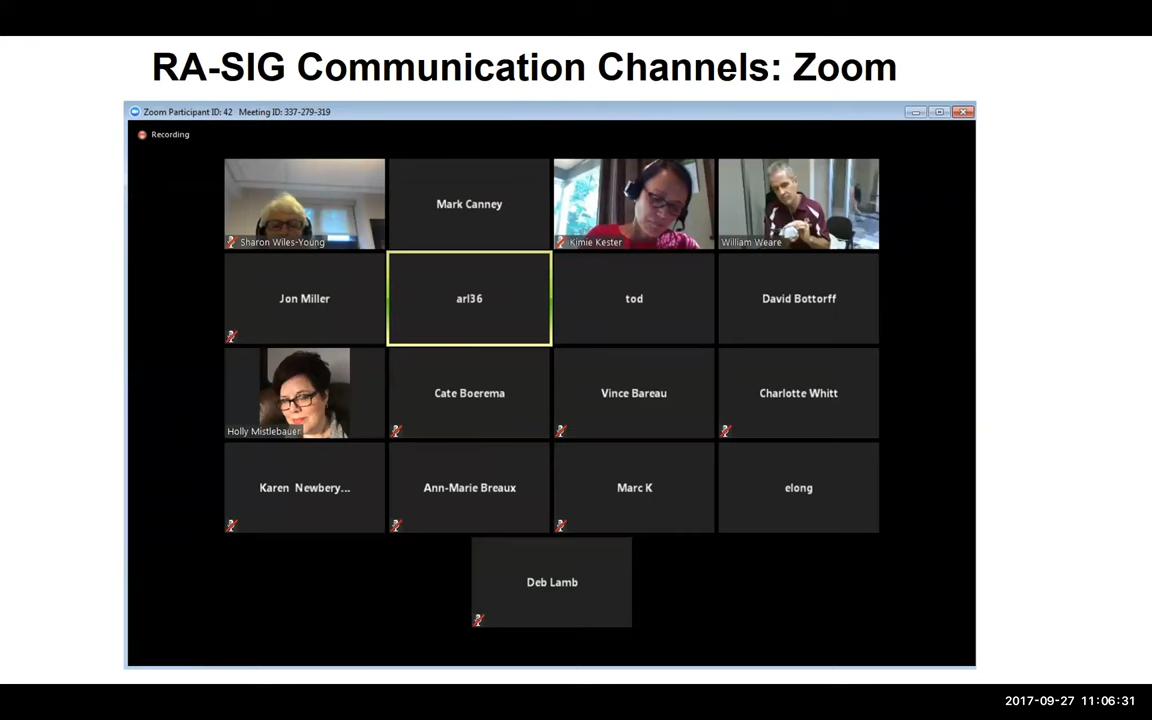 RA-SIG Communication Channels: Zoom
Zoom Participant ID: 42 Meeting ID: 337-279-319
Recording
Sharon Wiles-Young
Mark Canney
Kimie Kester
William Weare
Jon Miller
arl36
tod
David Bottorff
Holly Mistlebauer
Cate Boerema
Vince Bareau
Charlotte Whitt
Karen Newbery...
Ann-Marie Breaux
Marc K
elong
Deb Lamb
2017-09-27 11:06:31